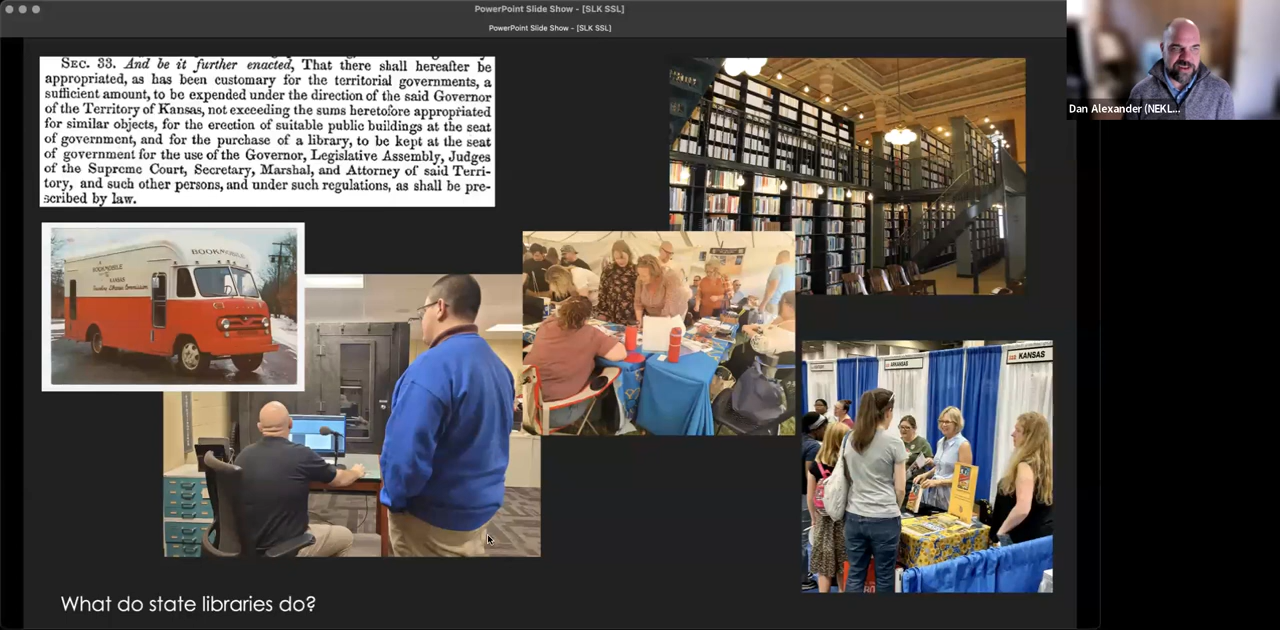 PowerPoint Slide Show - [SLK SSL]
PowerPoint Slide Show - [SLK SSL]
SEC. 33. And be it further enacted, That there shall hereafter be
appropriated, as has been customary for the territorial governments, a
sufficient amount, to be expended under the direction of the said Governor
of the Territory of Kansas, not exceeding the sums heretofore appropriated
for similar objects, for the erection of suitable public buildings at the seat
of government, and for the purchase of a library, to be kept at the seat
of government for the use of the Governor, Legislative Assembly, Judges
of the Supreme Court, Secretary, Marshal, and Attorney of said Terri-
tory, and such other persons, and under such regulations, as shall be pre-
scribed by law.
Dan Alexander (NEKL...
BOOKMOBILE
BOOKMOBILE
KANSAS
Traveling Libraries Commission
ARKANSAS
KANSAS
What do state libraries do?